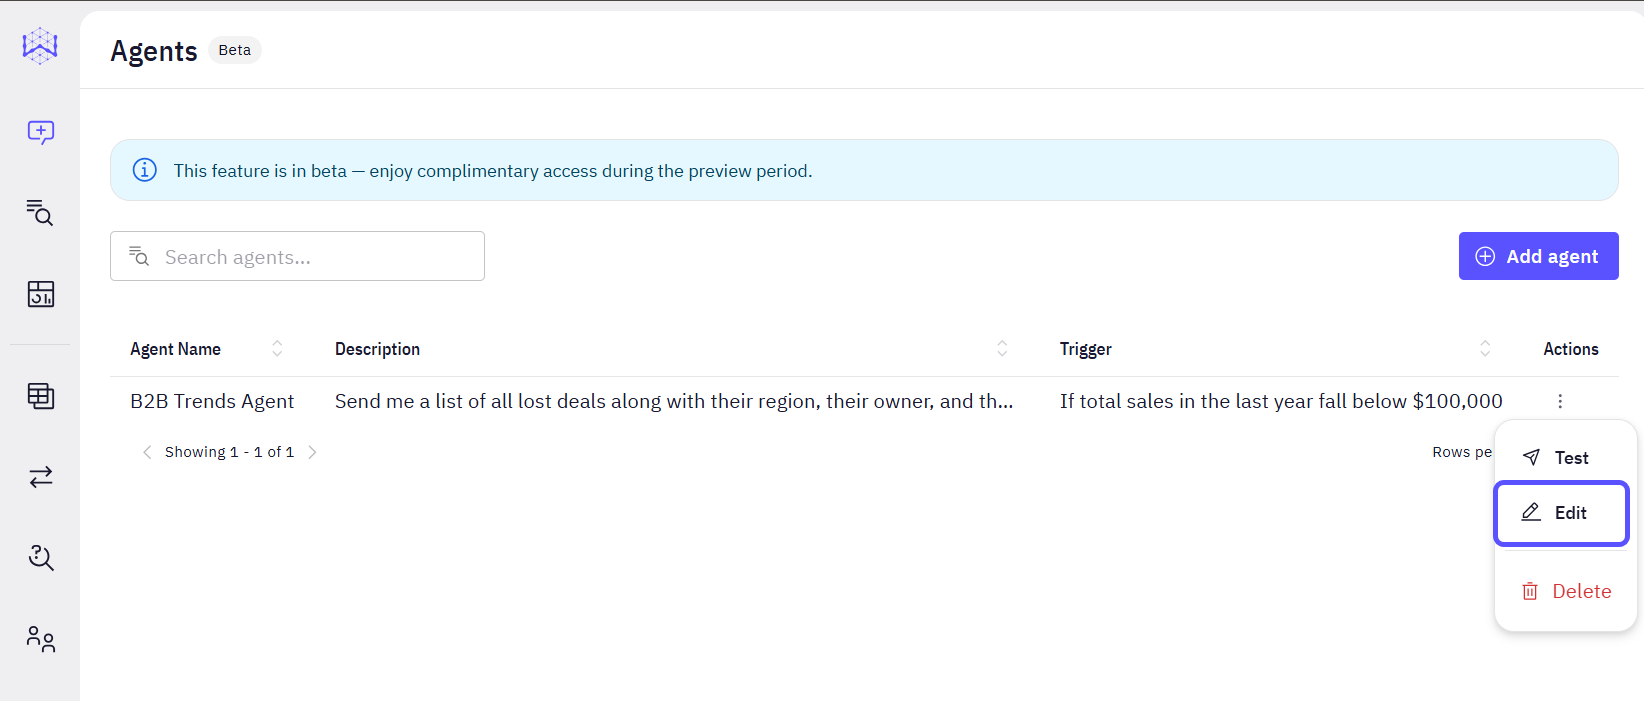 Agents Beta
This feature is in beta — enjoy complimentary access during the preview period.
Search agents...
Add agent
Agent Name Description Trigger Actions
B2B Trends Agent Send me a list of all lost deals along with their region, their owner, and th... If total sales in the last year fall below $100,000
Showing 1 - 1 of 1 Rows pe
Test
Edit
Delete